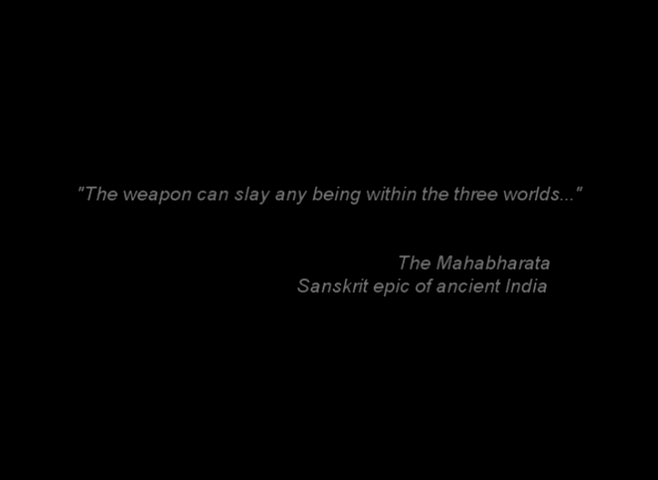 "The weapon can slay any being within the three worlds..."
The Mahabharata
Sanskrit epic of ancient India